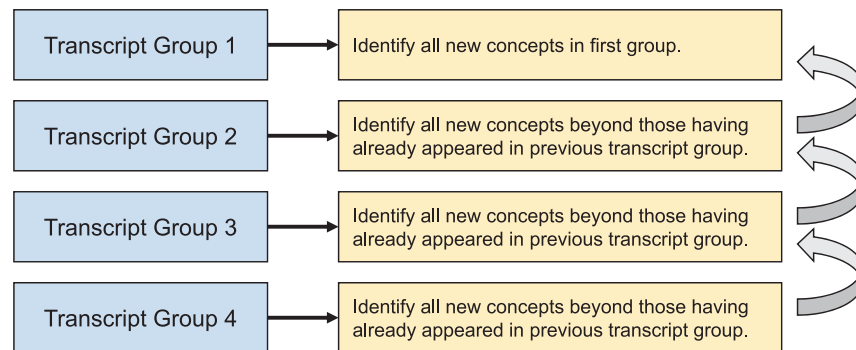 Transcript Group 1
Identify all new concepts in first group.
Transcript Group 2
Identify all new concepts beyond those having
already appeared in previous transcript group.
Transcript Group 3
Identify all new concepts beyond those having
already appeared in previous transcript group.
Transcript Group 4
Identify all new concepts beyond those having
already appeared in previous transcript group.